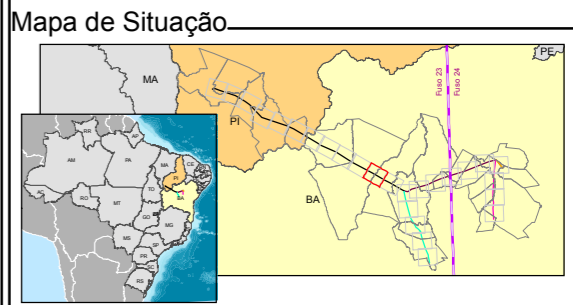 Mapa de Situação
MA
PI
BA
PE
Fuso 23
Fuso 24
RR
AP
AM
PA
MA
CE
PI
AC
RO
TO
BA
MT
GO
MG
MS
SP
PR
SC
RS